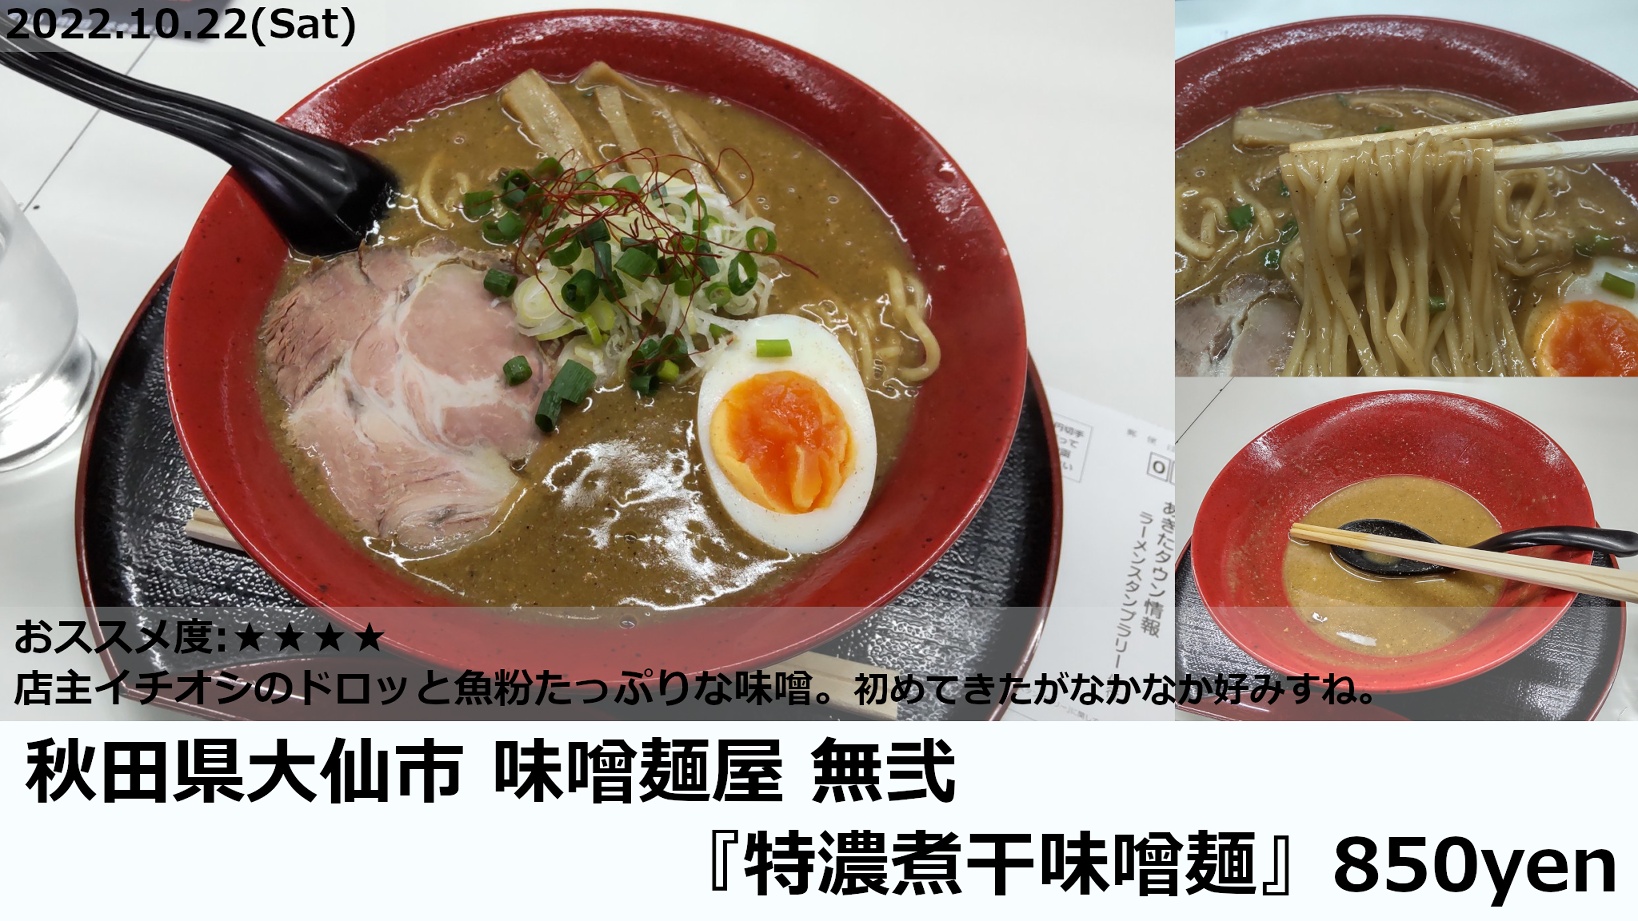 2022.10.22(Sat)
あきたタウン情報
ラーメンスタンプラリー
おススメ度:★★★★
店主イチオシのドロッと魚粉たっぷりな味噌。初めてきたがなかなか好みすね。
秋田県大仙市 味噌麺屋 無弐
『特濃煮干味噌麺』850yen